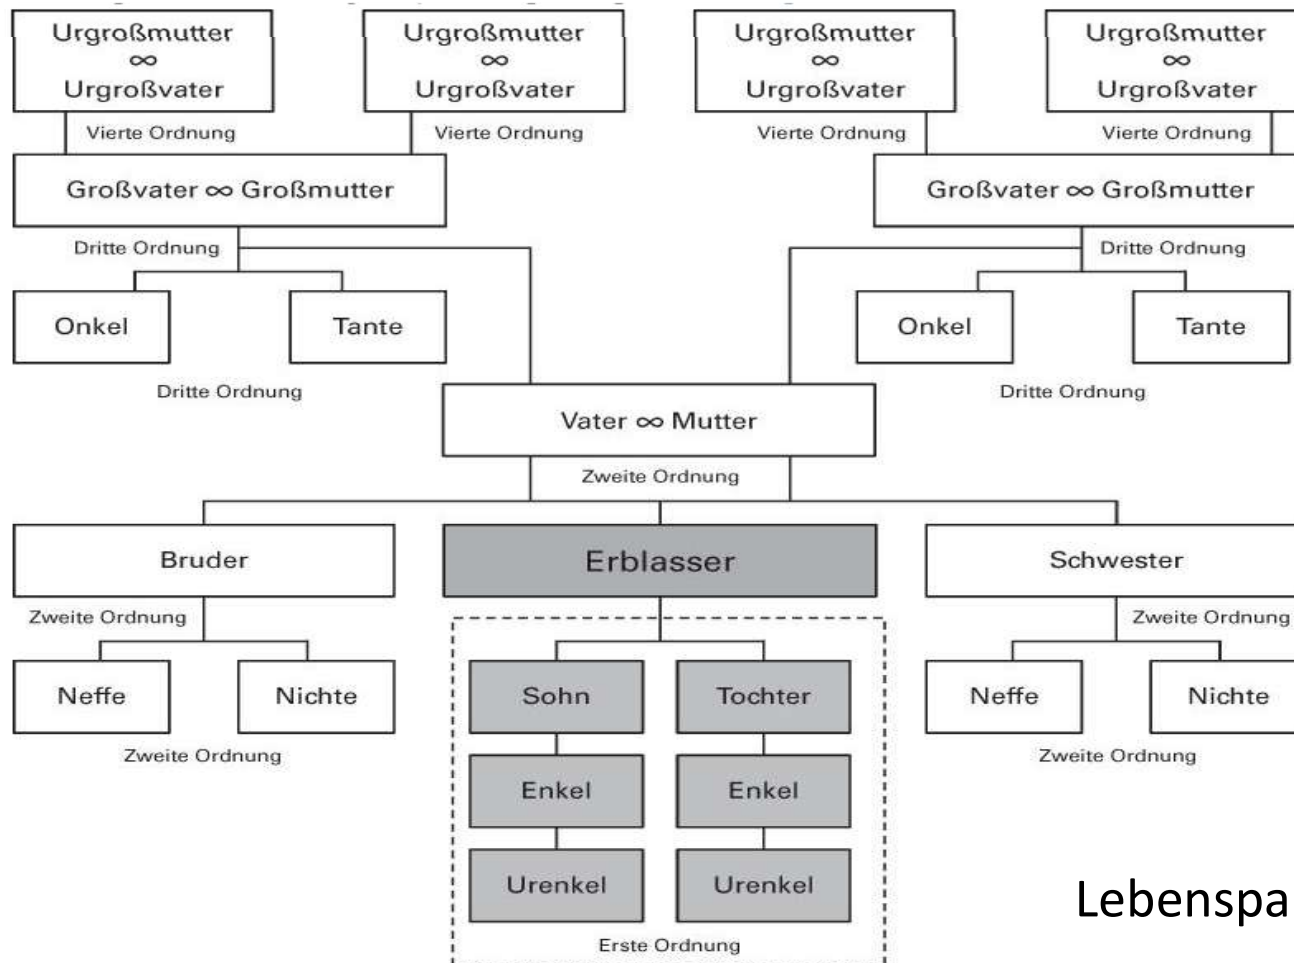 Urgroßmutter
∞
Urgroßvater
Urgroßmutter
∞
Urgroßvater
Urgroßmutter
∞
Urgroßvater
Urgroßmutter
∞
Urgroßvater
Vierte Ordnung
Vierte Ordnung
Vierte Ordnung
Vierte Ordnung
Großvater ∞ Großmutter
Großvater ∞ Großmutter
Dritte Ordnung
Dritte Ordnung
Onkel
Tante
Onkel
Tante
Dritte Ordnung
Dritte Ordnung
Vater ∞ Mutter
Zweite Ordnung
Bruder
Erblasser
Schwester
Zweite Ordnung
Zweite Ordnung
Neffe
Nichte
Sohn
Tochter
Neffe
Nichte
Zweite Ordnung
Zweite Ordnung
Enkel
Enkel
Urenkel
Urenkel
Lebenspa
Erste Ordnung